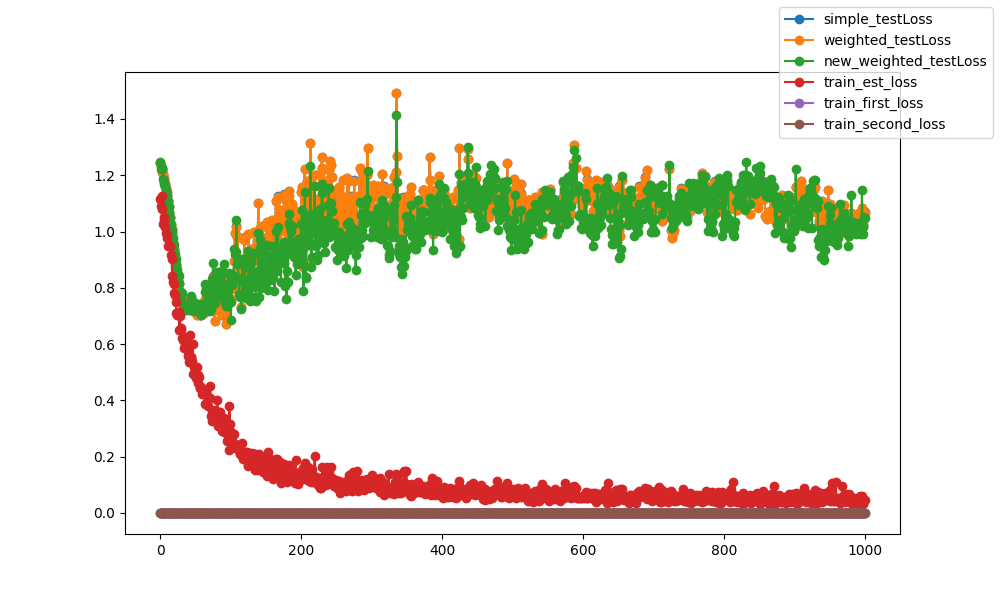 simple_testLoss
weighted_testLoss
new_weighted_testLoss
train_est_loss
train_first_loss
train_second_loss
1.4
1.2
1.0
0.8
0.6
0.4
0.2
0.0
0 200 400 600 800 1000